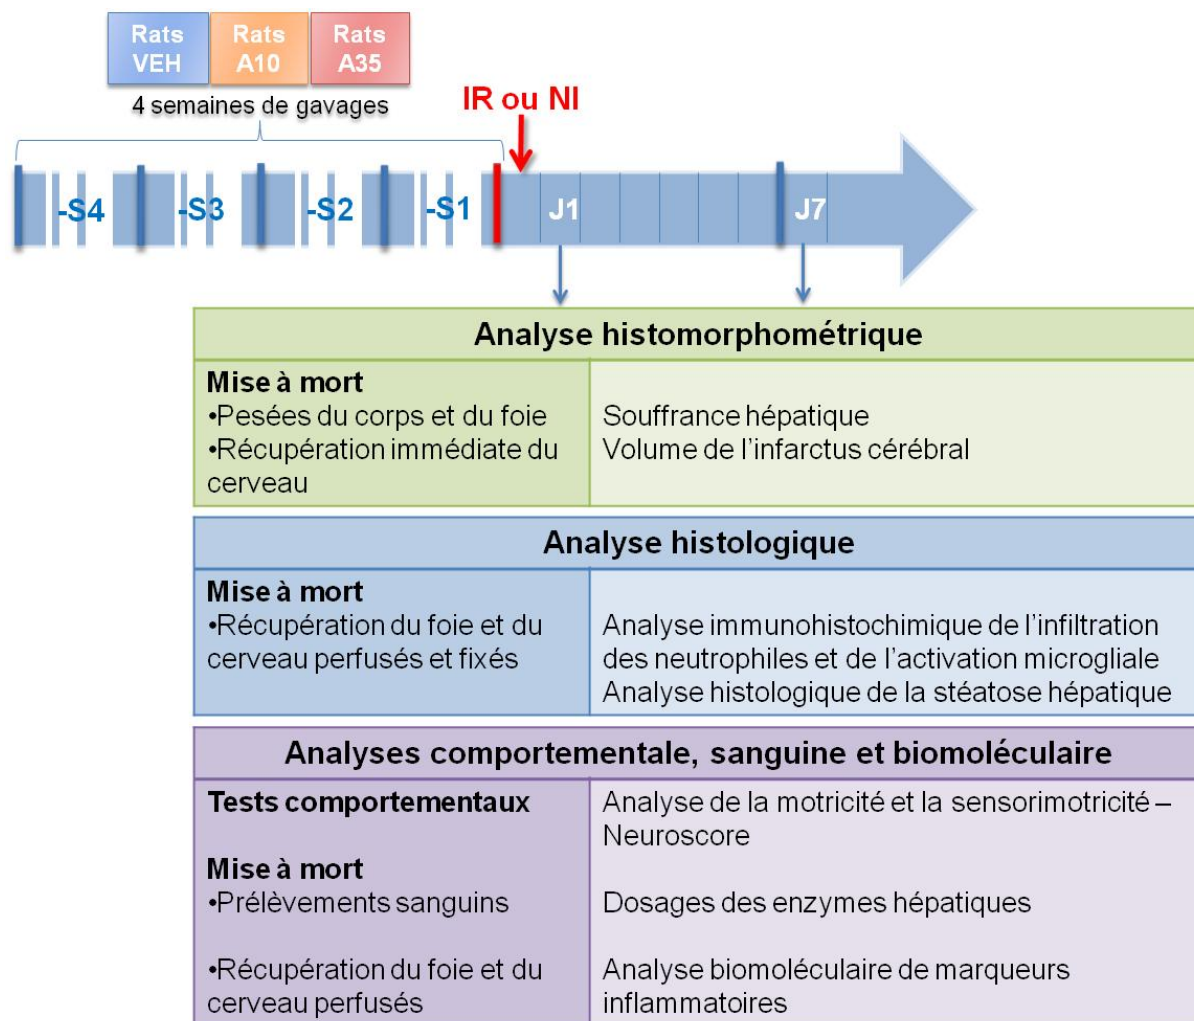 Rats
VEH
Rats
A10
Rats
A35
4 semaines de gavages
IR ou NI
-S4
-S3
-S2
-S1
J1
J7
Analyse histomorphométrique
Mise à mort
•Pesées du corps et du foie
•Récupération immédiate du
cerveau
Souffrance hépatique
Volume de l'infarctus cérébral
Analyse histologique
Mise à mort
•Récupération du foie et du
cerveau perfusés et fixés
Analyse immunohistochimique de l'infiltration
des neutrophiles et de l'activation microgliale
Analyse histologique de la stéatose hépatique
Analyses comportementale, sanguine et biomoléculaire
Tests comportementaux
Analyse de la motricité et la sensorimotricité –
Neuroscore
Mise à mort
•Prélèvements sanguins
Dosages des enzymes hépatiques
•Récupération du foie et du
cerveau perfusés
Analyse biomoléculaire de marqueurs
inflammatoires